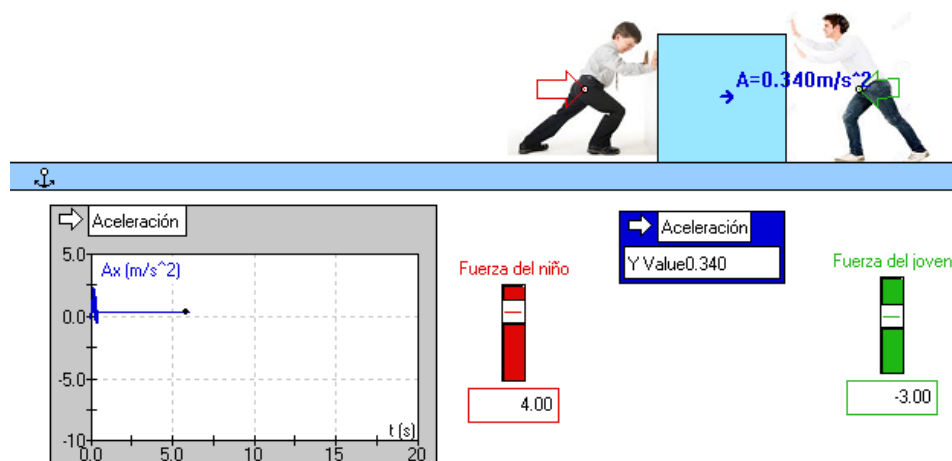 A=0.340m/s^2
Aceleración
5.0
Ax (m/s^2)
0.0
-5.0
-10
t (s)
0.0
5.0
10
15
20
Fuerza del niño
4.00
Aceleración
Y Value0.340
Fuerza del joven
-3.00